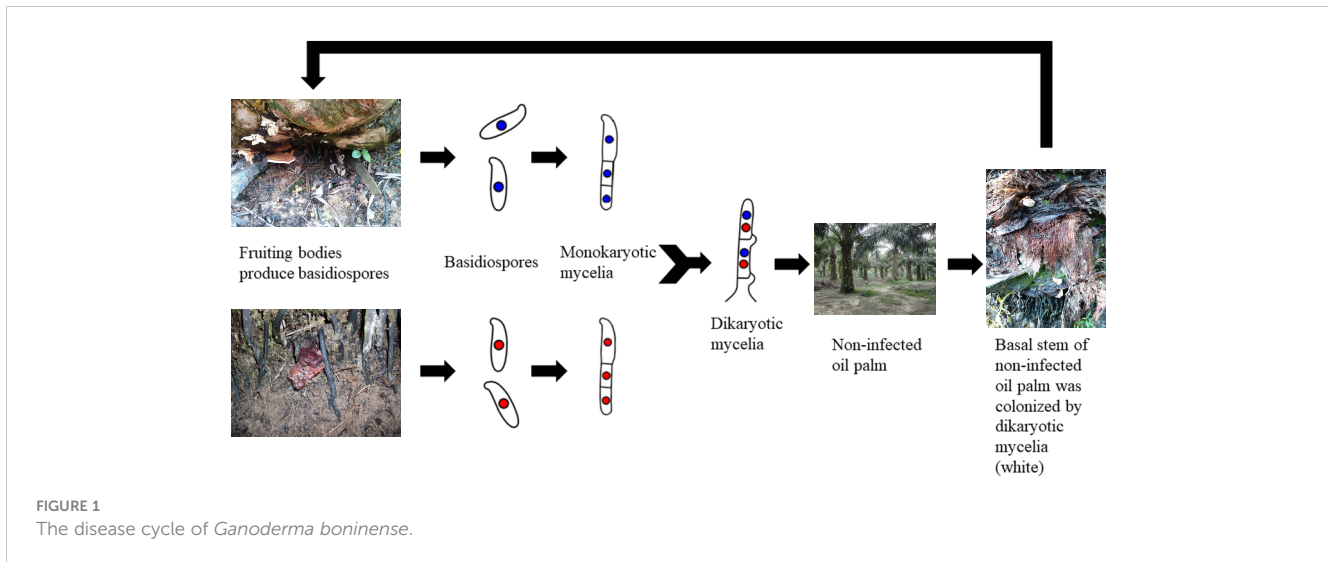 Fruiting bodies
produce basidiospores
Basidiospores
Monokaryotic
mycelia
Dikaryotic
mycelia
Non-infected
oil palm
Basal stem of
non-infected
oil palm was
colonized by
dikaryotic
mycelia
(white)
FIGURE 1
The disease cycle of Ganoderma boninense.